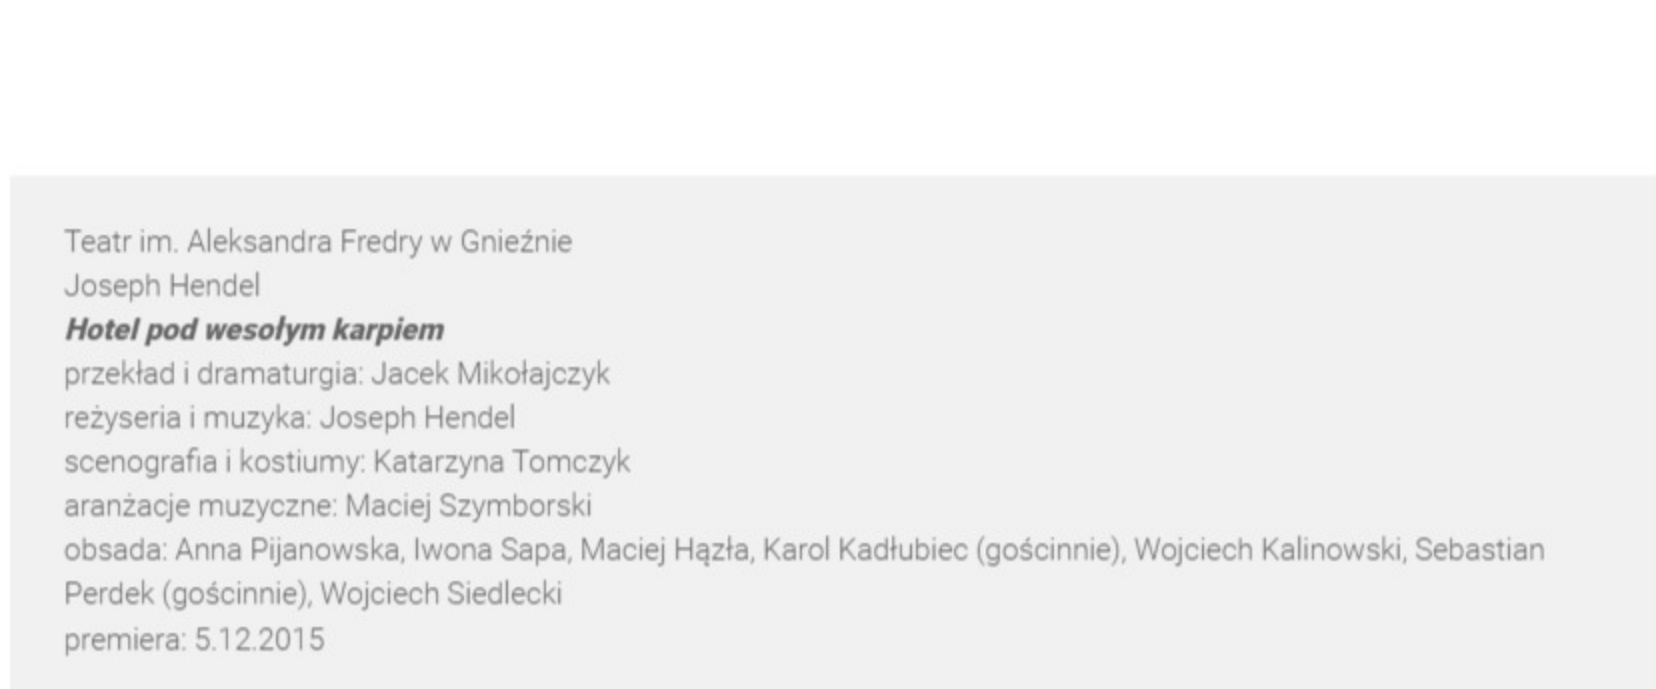 Teatr im. Aleksandra Fredry w Gnieźnie
Joseph Hendel
Hotel pod wesołym karpiem
przekład i dramaturgia: Jacek Mikołajczyk
reżyseria i muzyka: Joseph Hendel
scenografia i kostiumy: Katarzyna Tomczyk
aranżacje muzyczne: Maciej Szymborski
obsada: Anna Pijanowska, Iwona Sapa, Maciej Hązła, Karol Kadłubiec (gościnnie), Wojciech Kalinowski, Sebastian
Perdek (gościnnie), Wojciech Siedlecki
premiera: 5.12.2015